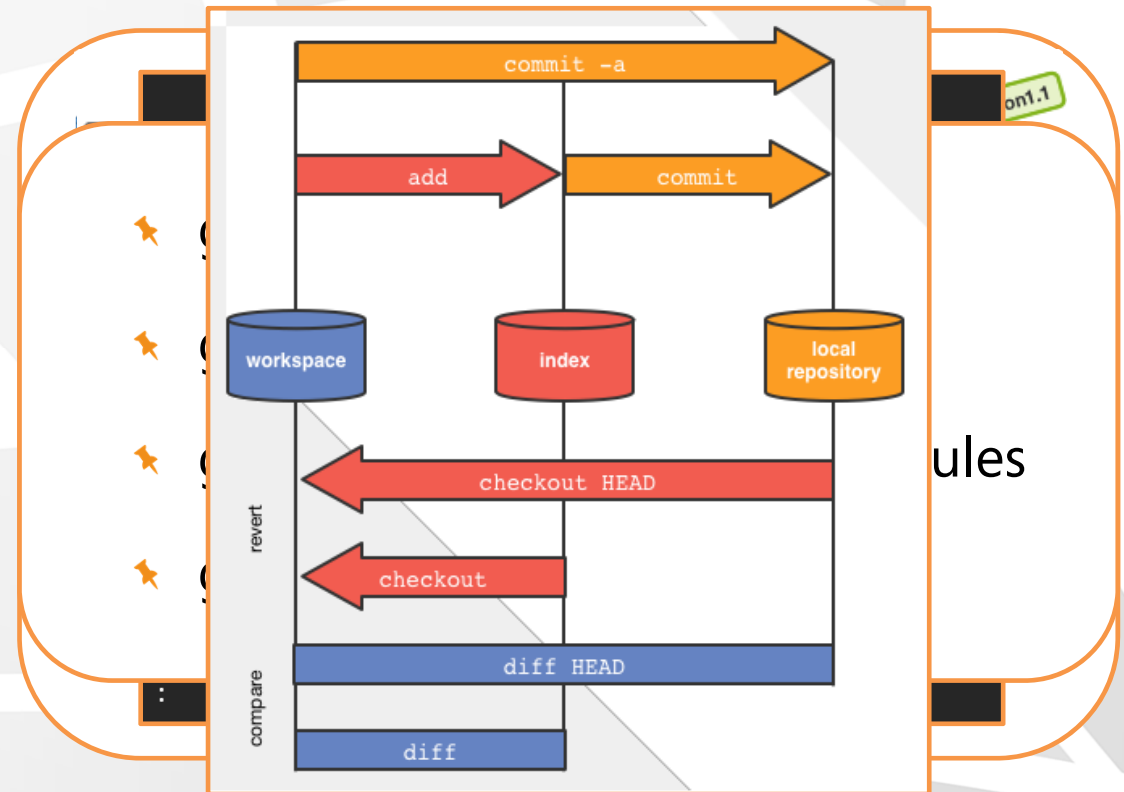 commit -a
on1.1
add
commit
g
g
workspace
index
local
repository
g
ules
checkout HEAD
revert
g
checkout
diff HEAD
compare
:
diff